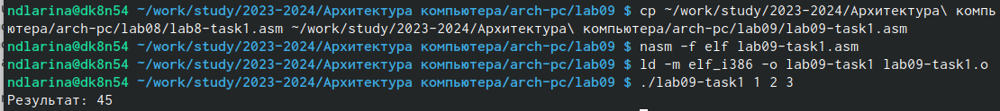 ndlarina@dk8n54 ~/work/study/2023-2024/Архитектура компьютера/arch-pc/lab09 $ cp ~/work/study/2023-2024/Архитектура\ компь
ютера/arch-pc/lab08/lab8-task1.asm ~/work/study/2023-2024/Архитектура\ компьютера/arch-pc/lab09/lab09-task1.asm
ndlarina@dk8n54 ~/work/study/2023-2024/Архитектура компьютера/arch-pc/lab09 $ nasm -f elf lab09-task1.asm
ndlarina@dk8n54 ~/work/study/2023-2024/Архитектура компьютера/arch-pc/lab09 $ ld -m elf_i386 -o lab09-task1 lab09-task1.o
ndlarina@dk8n54 ~/work/study/2023-2024/Архитектура компьютера/arch-pc/lab09 $ ./lab09-task1 1 2 3
Результат: 45